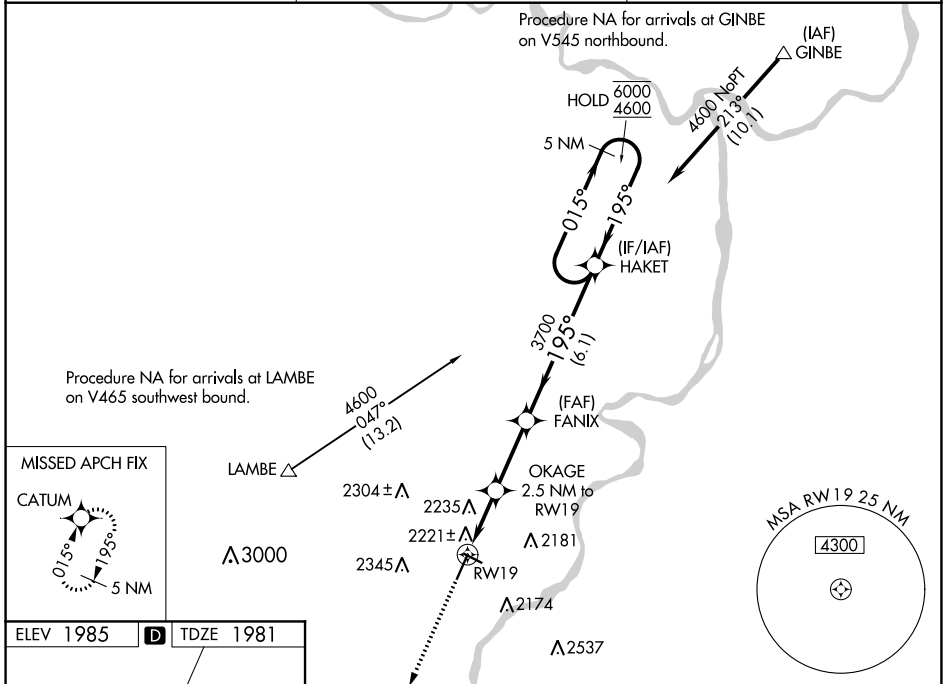 Procedure NA for arrivals at GINBE
on V545 northbound.
(IAF)
GINBE
4600 NoPT
213°
(10.1)
HOLD
6000
4600
5 NM
015°
195°
(IF/IAF)
HAKET
3700
195°
(6.1)
Procedure NA for arrivals at LAMBE
on V465 southwest bound.
4600
047°
(13.2)
LAMBE
(FAF)
FANIX
OKAGE
2.5 NM to
RW19
MISSED APCH FIX
CATUM
015°
195°
5 NM
2304±
2235
2221±
2181
3000
2345
RW19
2174
2537
MSA RW19 25 NM
4300
ELEV 1985
D
TDZE 1981